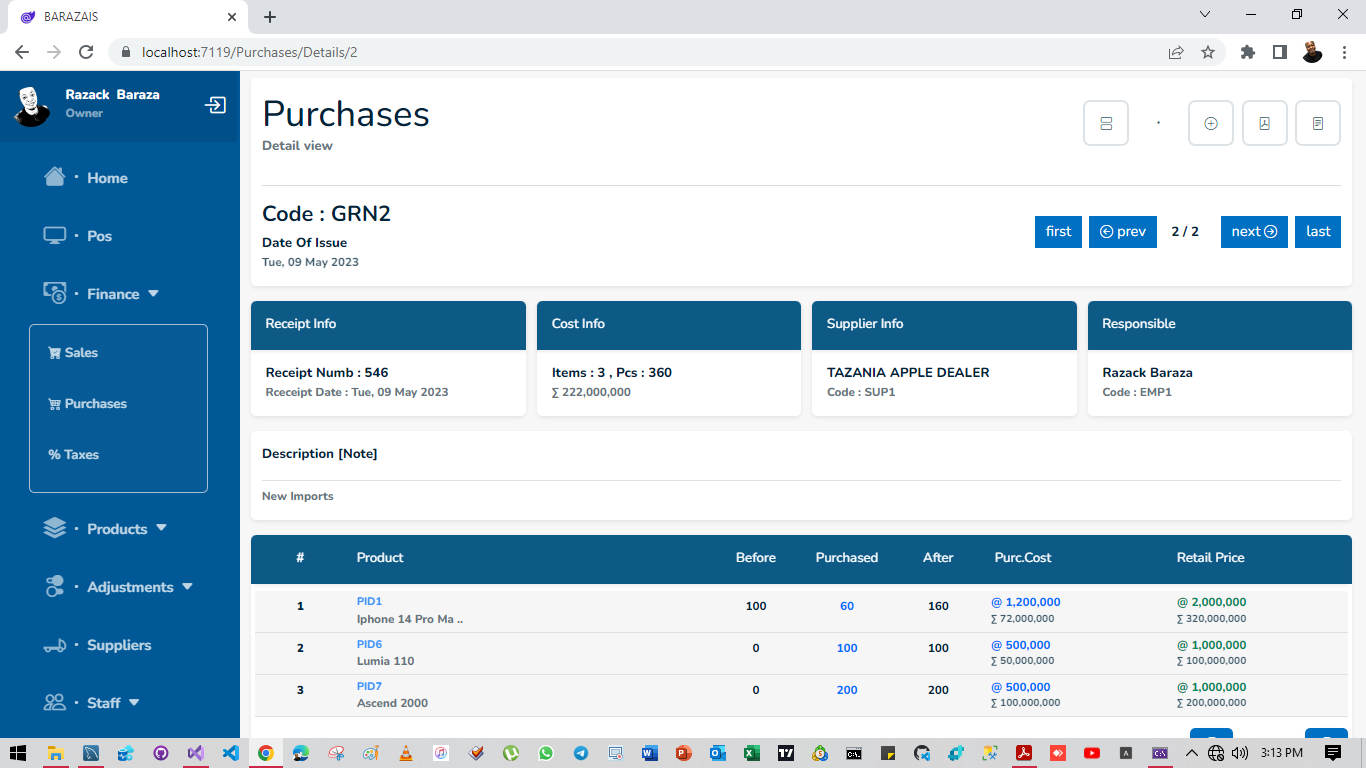 BARAZAIS
localhost:7119/Purchases/Details/2
Razack Baraza
Owner
Home
Pos
Finance
Sales
Purchases
% Taxes
Products
Adjustments
Suppliers
Staff
Purchases
Detail view
Code : GRN2
Date Of Issue
Tue, 09 May 2023
first prev 2 / 2 next last
Receipt Info
Receipt Numb : 546
Rceceipt Date : Tue, 09 May 2023
Cost Info
Items : 3 , Pcs : 360
∑ 222,000,000
Supplier Info
TAZANIA APPLE DEALER
Code : SUP1
Responsible
Razack Baraza
Code : EMP1
Description [Note]
New Imports
# Product Before Purchased After Purc.Cost Retail Price
1 PID1 100 60 160 @ 1,200,000 @ 2,000,000
Iphone 14 Pro Ma .. ∑ 72,000,000 ∑ 320,000,000
2 PID6 0 100 100 @ 500,000 @ 1,000,000
Lumia 110 ∑ 50,000,000 ∑ 100,000,000
3 PID7 0 200 200 @ 500,000 @ 1,000,000
Ascend 2000 ∑ 100,000,000 ∑ 200,000,000
3:13 PM